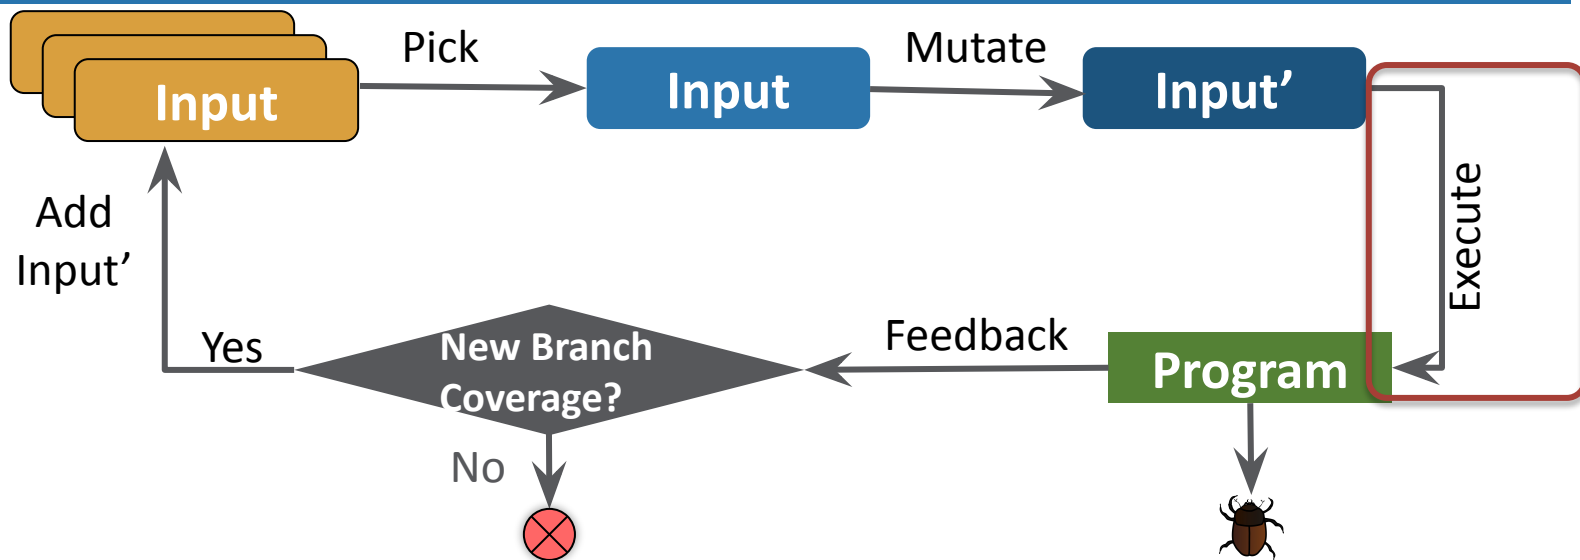 Pick
Mutate
Input
Input
Input’
Execute
Add
Input’
Yes
New Branch
Coverage?
Feedback
Program
No